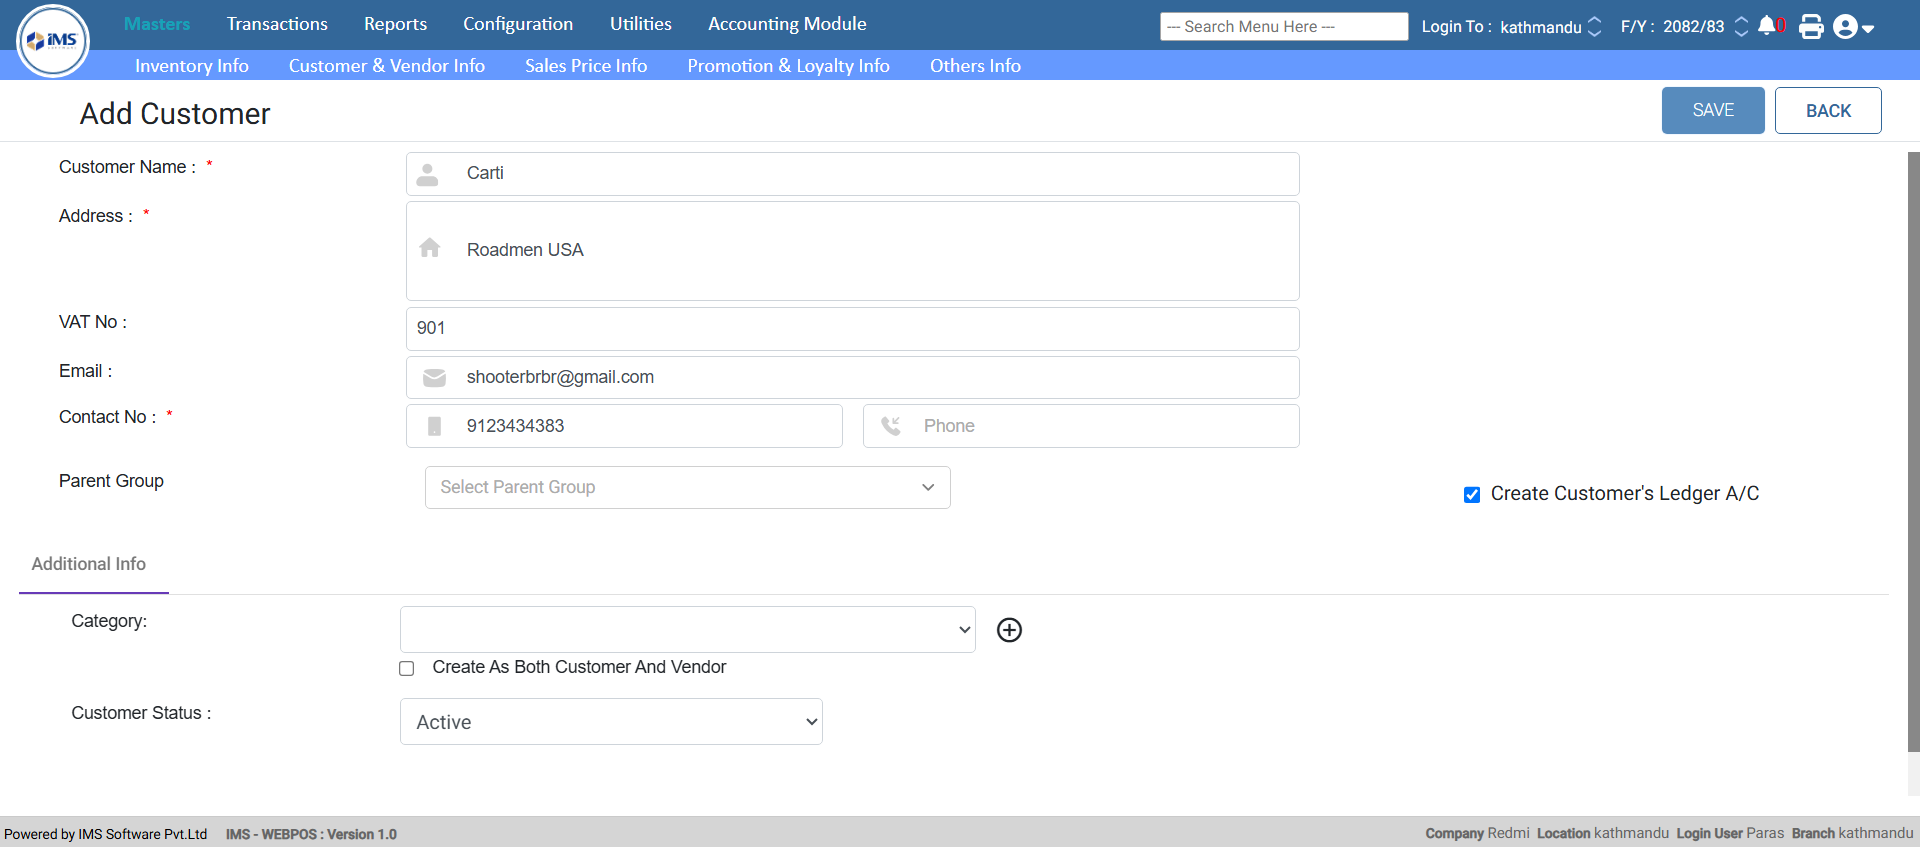 iMS
SOFTWARE
Masters Transactions Reports Configuration Utilities Accounting Module
--- Search Menu Here --- Login To : kathmandu F/Y : 2082/83 0
Inventory Info Customer & Vendor Info Sales Price Info Promotion & Loyalty Info Others Info
Add Customer SAVE BACK
Customer Name : * Carti
Address : * Roadmen USA
VAT No : 901
Email : shooterbrbr@gmail.com
Contact No : * 9123434383 Phone
Parent Group Select Parent Group Create Customer's Ledger A/C
Additional Info
Category:
Create As Both Customer And Vendor
Customer Status : Active
Powered by IMS Software Pvt.Ltd IMS - WEBPOS : Version 1.0 Company Redmi Location kathmandu Login User Paras Branch kathmandu